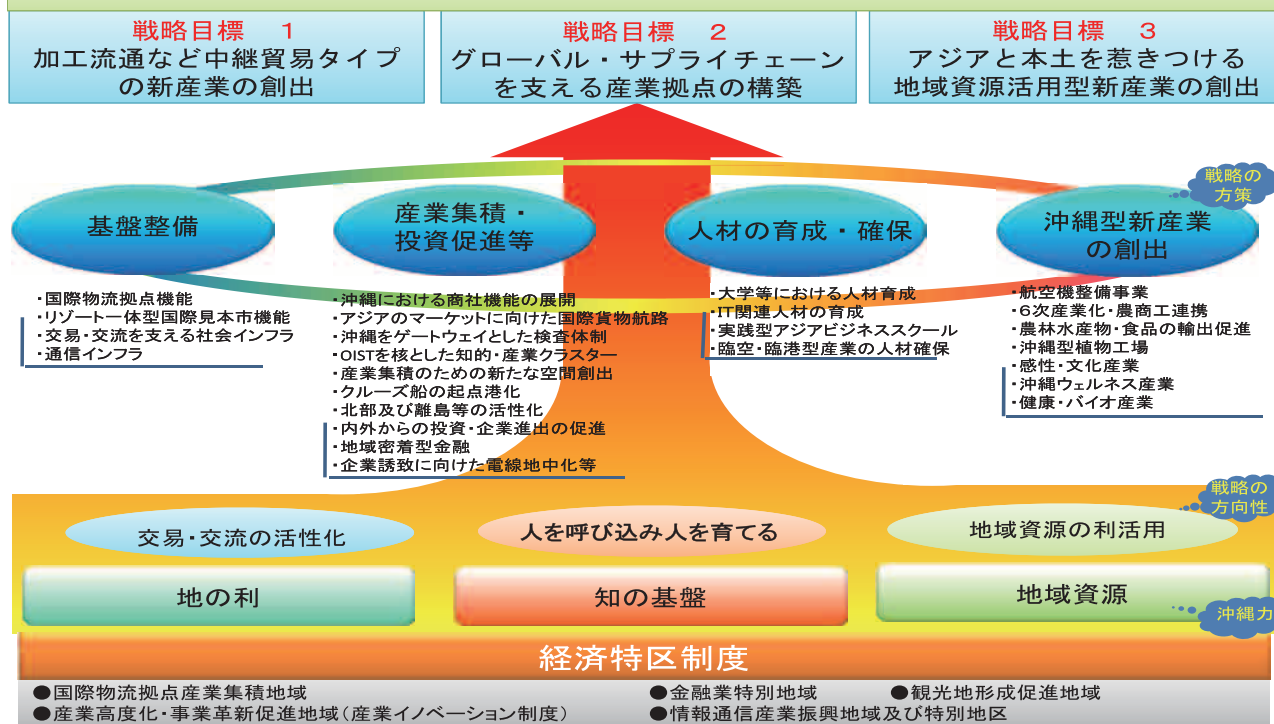 戦略目標 1
加工流通など中継貿易タイプ
の新産業の創出
戦略目標 2
グローバル・サプライチェーン
を支える産業拠点の構築
戦略目標 3
アジアと本土を惹きつける
地域資源活用型新産業の創出
戦略の
方策
基盤整備
・国際物流拠点機能
・リゾート一体型国際見本市機能
・交易・交流を支える社会インフラ
・通信インフラ
産業集積・
投資促進等
・沖縄における商社機能の展開
・アジアのマーケットに向けた国際貨物航路
・沖縄をゲートウェイとした検査体制
・OISTを核とした知的・産業クラスター
・産業集積のための新たな空間創出
・クルーズ船の起点港化
・北部及び離島等の活性化
・内外からの投資・企業進出の促進
・地域密着型金融
・企業誘致に向けた電線地中化等
人材の育成・確保
・大学等における人材育成
・IT関連人材の育成
・実践型アジアビジネススクール
・臨空・臨港型産業の人材確保
沖縄型新産業
の創出
・航空機整備事業
・6次産業化・農商工連携
・農林水産物・食品の輸出促進
・沖縄型植物工場
・感性・文化産業
・沖縄ウェルネス産業
・健康・バイオ産業
戦略の
方向性
交易・交流の活性化
人を呼び込み人を育てる
地域資源の利活用
地の利
知の基盤
地域資源
沖縄力
経済特区制度
●国際物流拠点産業集積地域
●金融業特別地域
●観光地形成促進地域
●産業高度化・事業革新促進地域（産業イノベーション制度）
●情報通信産業振興地域及び特別地区